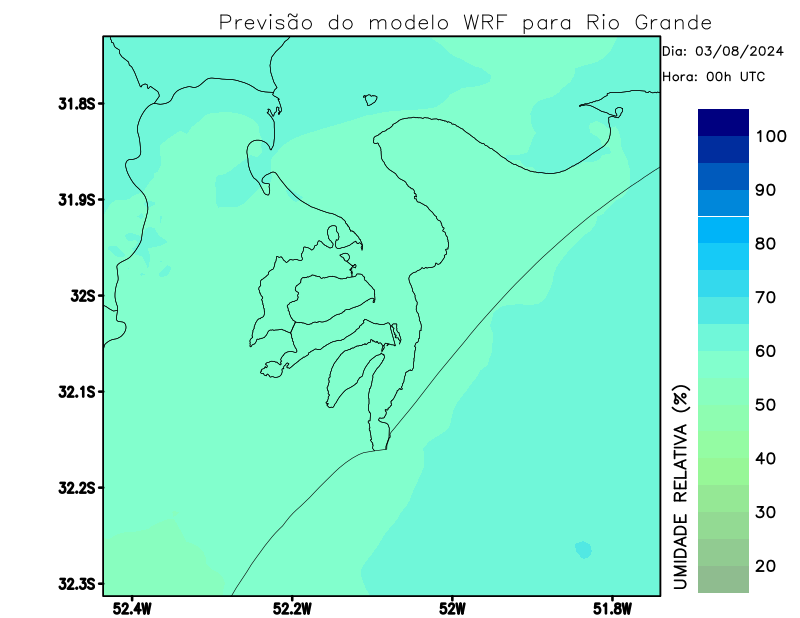 Previsão do modelo WRF para Rio Grande
Dia: 03/08/2024
Hora: 00h UTC
31.8S
31.9S
32S
32.1S
32.2S
32.3S
52.4W
52.2W
52W
51.8W
100
90
80
70
60
50
40
30
20
UMIDADE RELATIVA (%)